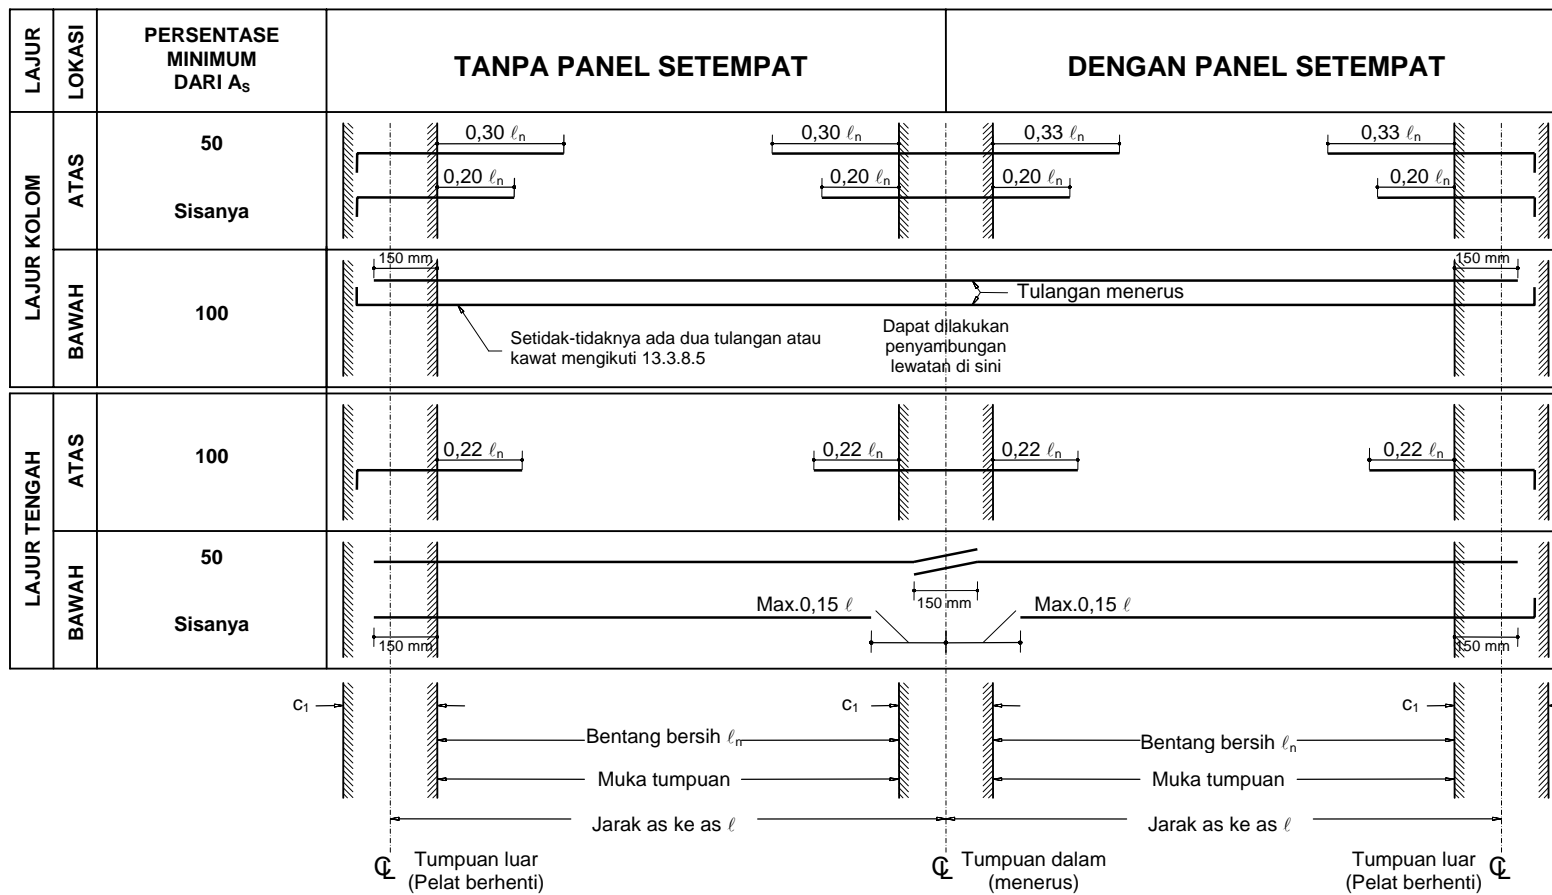 LAJUR
LOKASI
PERSENTASE
MINIMUM
DARI Aₛ
TANPA PANEL SETEMPAT
DENGAN PANEL SETEMPAT
LAJUR KOLOM
ATAS
50
Sisanya
0,30 ℓₙ
0,30 ℓₙ
0,33 ℓₙ
0,33 ℓₙ
0,20 ℓₙ
0,20 ℓₙ
0,20 ℓₙ
0,20 ℓₙ
BAWAH
100
150 mm
150 mm
Tulangan menerus
Setidak-tidaknya ada dua tulangan atau
kawat mengikuti 13.3.8.5
Dapat dilakukan
penyambungan
lewatan di sini
LAJUR TENGAH
ATAS
100
0,22 ℓₙ
0,22 ℓₙ
0,22 ℓₙ
0,22 ℓₙ
BAWAH
50
Sisanya
150 mm
Max.0,15 ℓ
Max.0,15 ℓ
150 mm
150 mm
c₁
c₁
c₁
Bentang bersih ℓₙ
Bentang bersih ℓₙ
Muka tumpuan
Muka tumpuan
Jarak as ke as ℓ
Jarak as ke as ℓ
℄ Tumpuan luar
(Pelat berhenti)
℄ Tumpuan dalam
(menerus)
Tumpuan luar ℄
(Pelat berhenti)